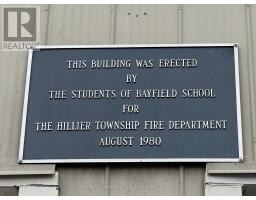 REALTOR
THIS BUILDING WAS ERECTED
BY
THE STUDENTS OF BAYFIELD SCHOOL
FOR
THE HILLIER TOWNSHIP FIRE DEPARTMENT
AUGUST 1980